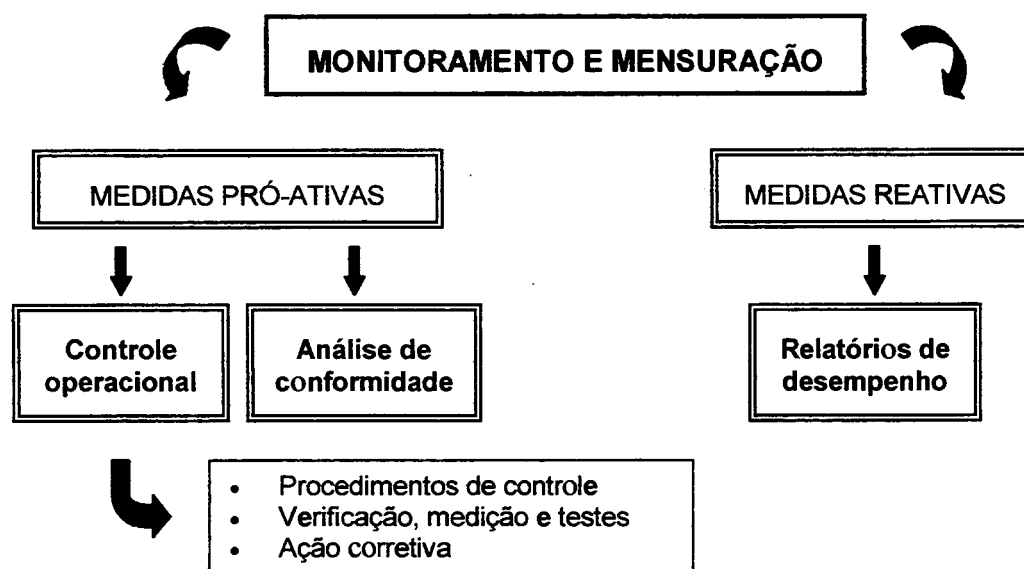 MONITORAMENTO E MENSURAÇÃO
MEDIDAS PRÓ-ATIVAS
MEDIDAS REATIVAS
Controle
operacional
Análise de
conformidade
Relatórios de
desempenho
• Procedimentos de controle
• Verificação, medição e testes
• Ação corretiva